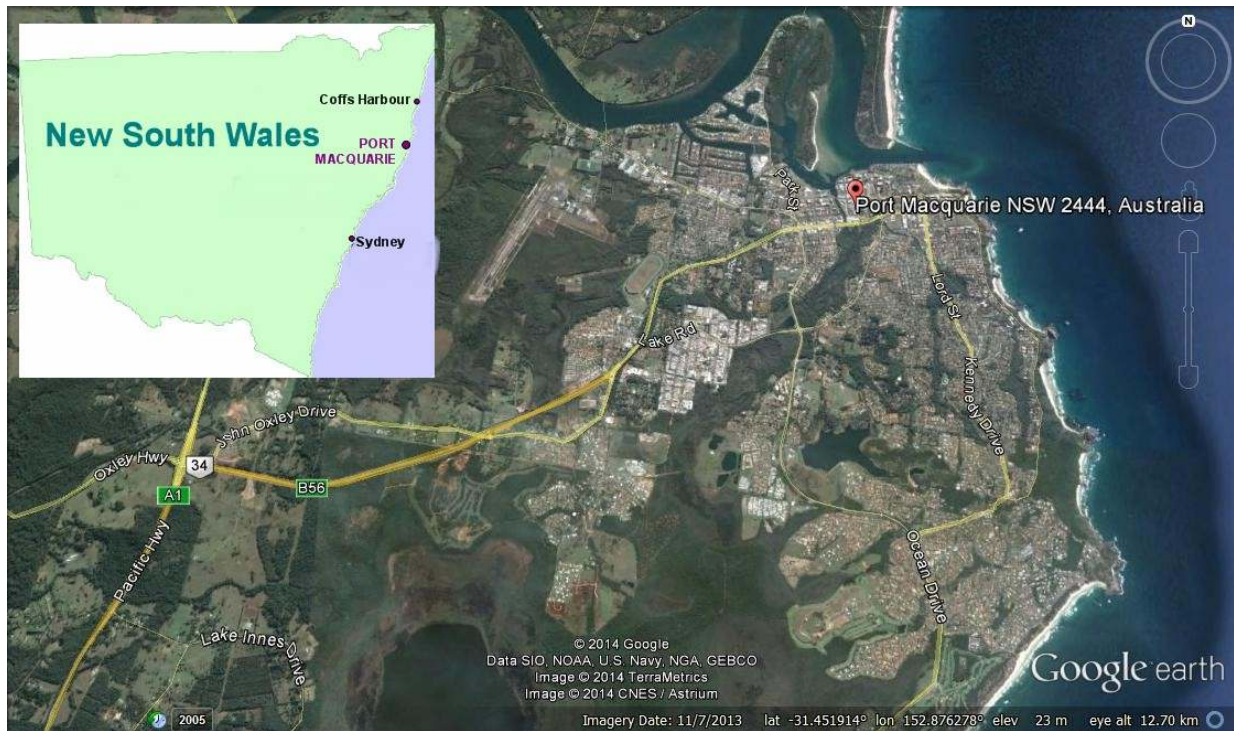 New South Wales
Coffs Harbour
PORT
MACQUARIE
Sydney
N
Park St
Port Macquarie NSW 2444, Australia
Lord St
Lake Rd
Kennedy Drive
John Oxley Drive
Oxley Hwy
34
A1
B56
Pacific Hwy
Ocean Drive
Lake Innes Drive
© 2014 Google
Data SIO, NOAA, U.S. Navy, NGA, GEBCO
Image © 2014 TerraMetrics
Image © 2014 CNES / Astrium
Google earth
2005
Imagery Date: 11/7/2013 lat -31.451914° lon 152.876278° elev 23 m eye alt 12.70 km